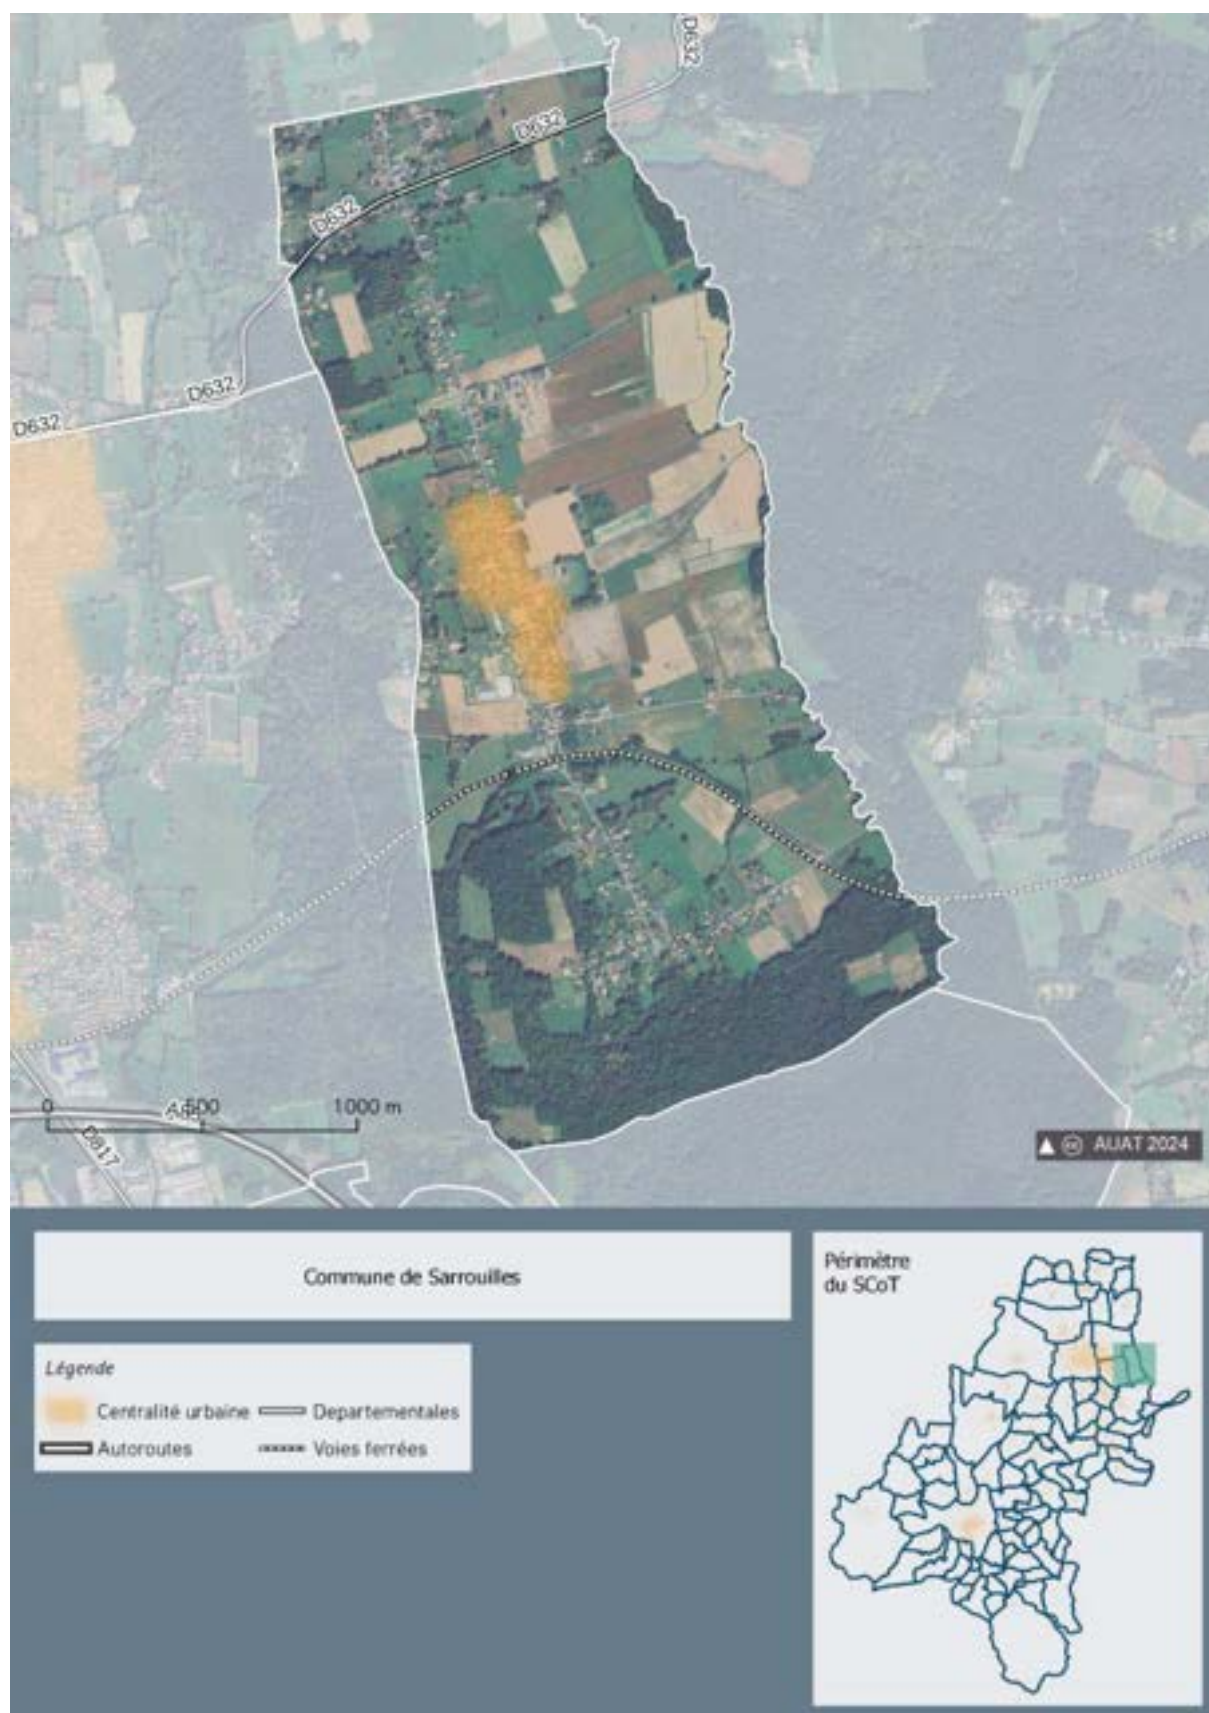 D632
D632
D632
D632
D632
0
500
1000 m
D817
AUAT 2024
Commune de Sarrouilles
Périmètre
du SCoT
Légende
Centralité urbaine
Departementales
Autoroutes
Voies ferrées